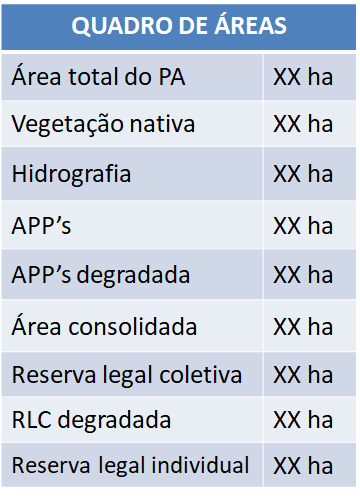 QUADRO DE ÁREAS
Área total do PA XX ha
Vegetação nativa XX ha
Hidrografia XX ha
APP’s XX ha
APP’s degradada XX ha
Área consolidada XX ha
Reserva legal coletiva XX ha
RLC degradada XX ha
Reserva legal individual XX ha